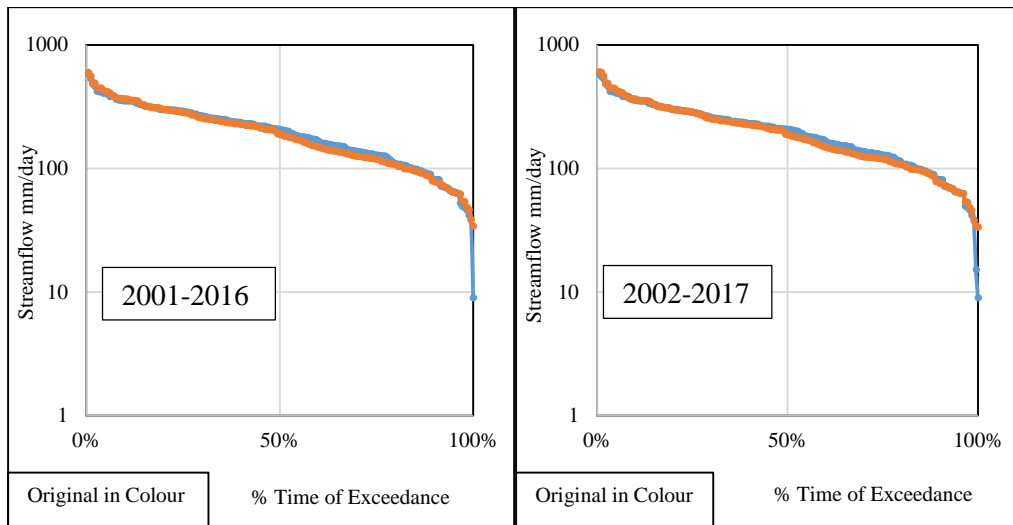 1000
100
10
1
Streamflow mm/day
2001-2016
0%
50%
100%
Original in Colour
% Time of Exceedance
1000
100
10
1
Streamflow mm/day
2002-2017
0%
50%
100%
Original in Colour
% Time of Exceedance